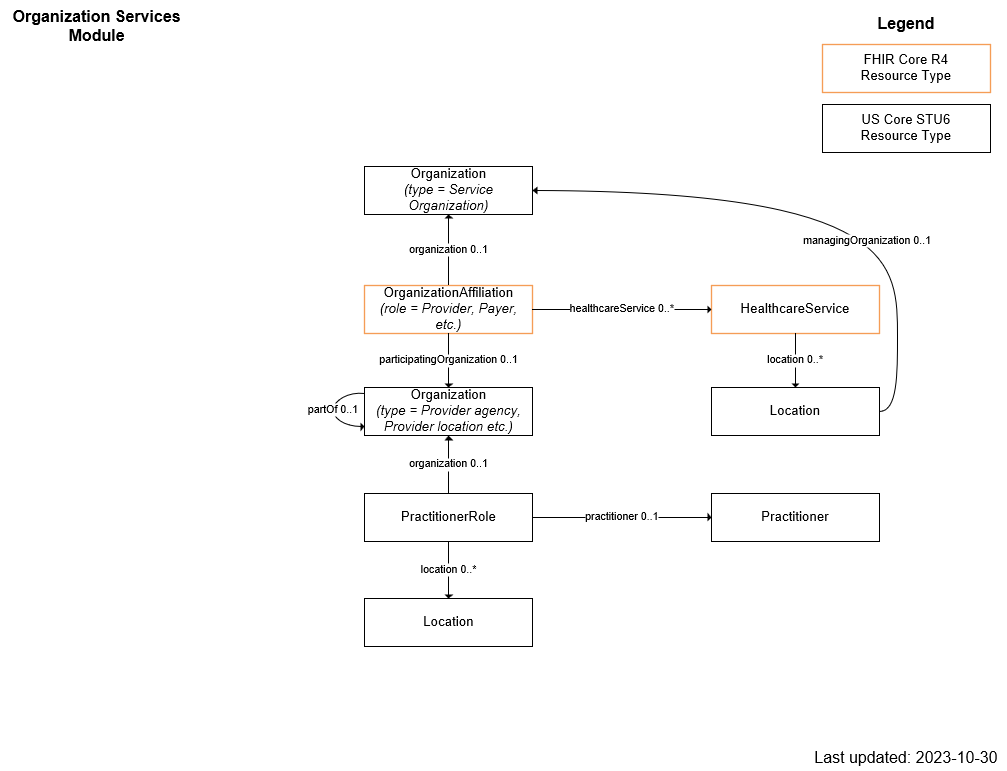 Organization Services
Module
Legend
FHIR Core R4
Resource Type
US Core STU6
Resource Type
Organization
(type = Service
Organization)
managingOrganization 0..1
organization 0..1
OrganizationAffiliation
(role = Provider, Payer,
etc.)
healthcareService 0..*
HealthcareService
participatingOrganization 0..1
location 0..*
partOf 0..1
Organization
(type = Provider agency,
Provider location etc.)
Location
organization 0..1
PractitionerRole
practitioner 0..1
Practitioner
location 0..*
Location
Last updated: 2023-10-30